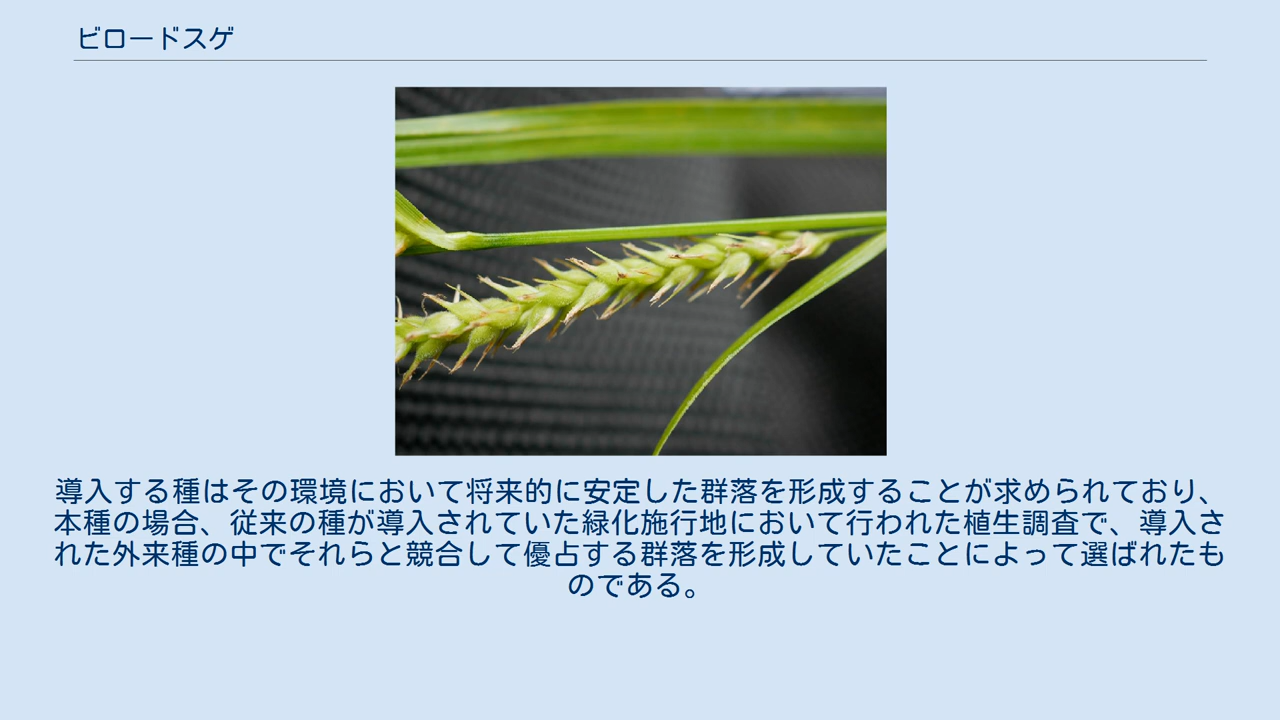 ビロードスゲ
導入する種はその環境において将来的に安定した群落を形成することが求められており、
本種の場合、従来の種が導入されていた緑化施行地において行われた植生調査で、導入さ
れた外来種の中でそれらと競合して優占する群落を形成していたことによって選ばれたも
のである。